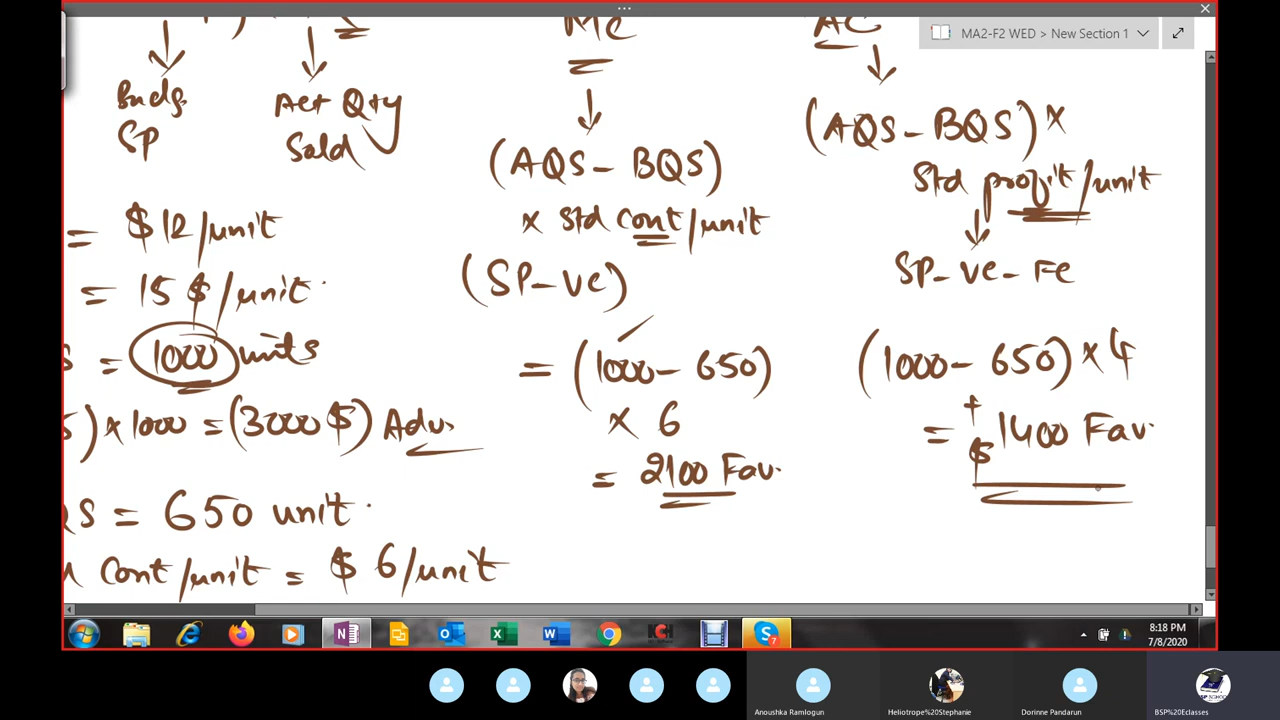 MA2-F2 WED > New Section 1
Mc
AC
Budg
SP
Act Qty
Sold
(AQS - BQS)
x Std cont/unit
(SP - VC)
(AQS - BQS) x
Std profit/unit
SP - VC - FC
= $12/unit
= 15 $/unit
= 1000 units
) x 1000 = (3000 $) Adv
= 650 unit
Cont/unit = $ 6/unit
= (1000 - 650)
x 6
= 2100 Fav.
(1000 - 650) x 4
= + $ 1400 Fav.
8:18 PM
7/8/2020
Anoushka Ramlogun
Heliotrope%20Stephanie
Dorinne Pandarun
BSP%20Eclasses